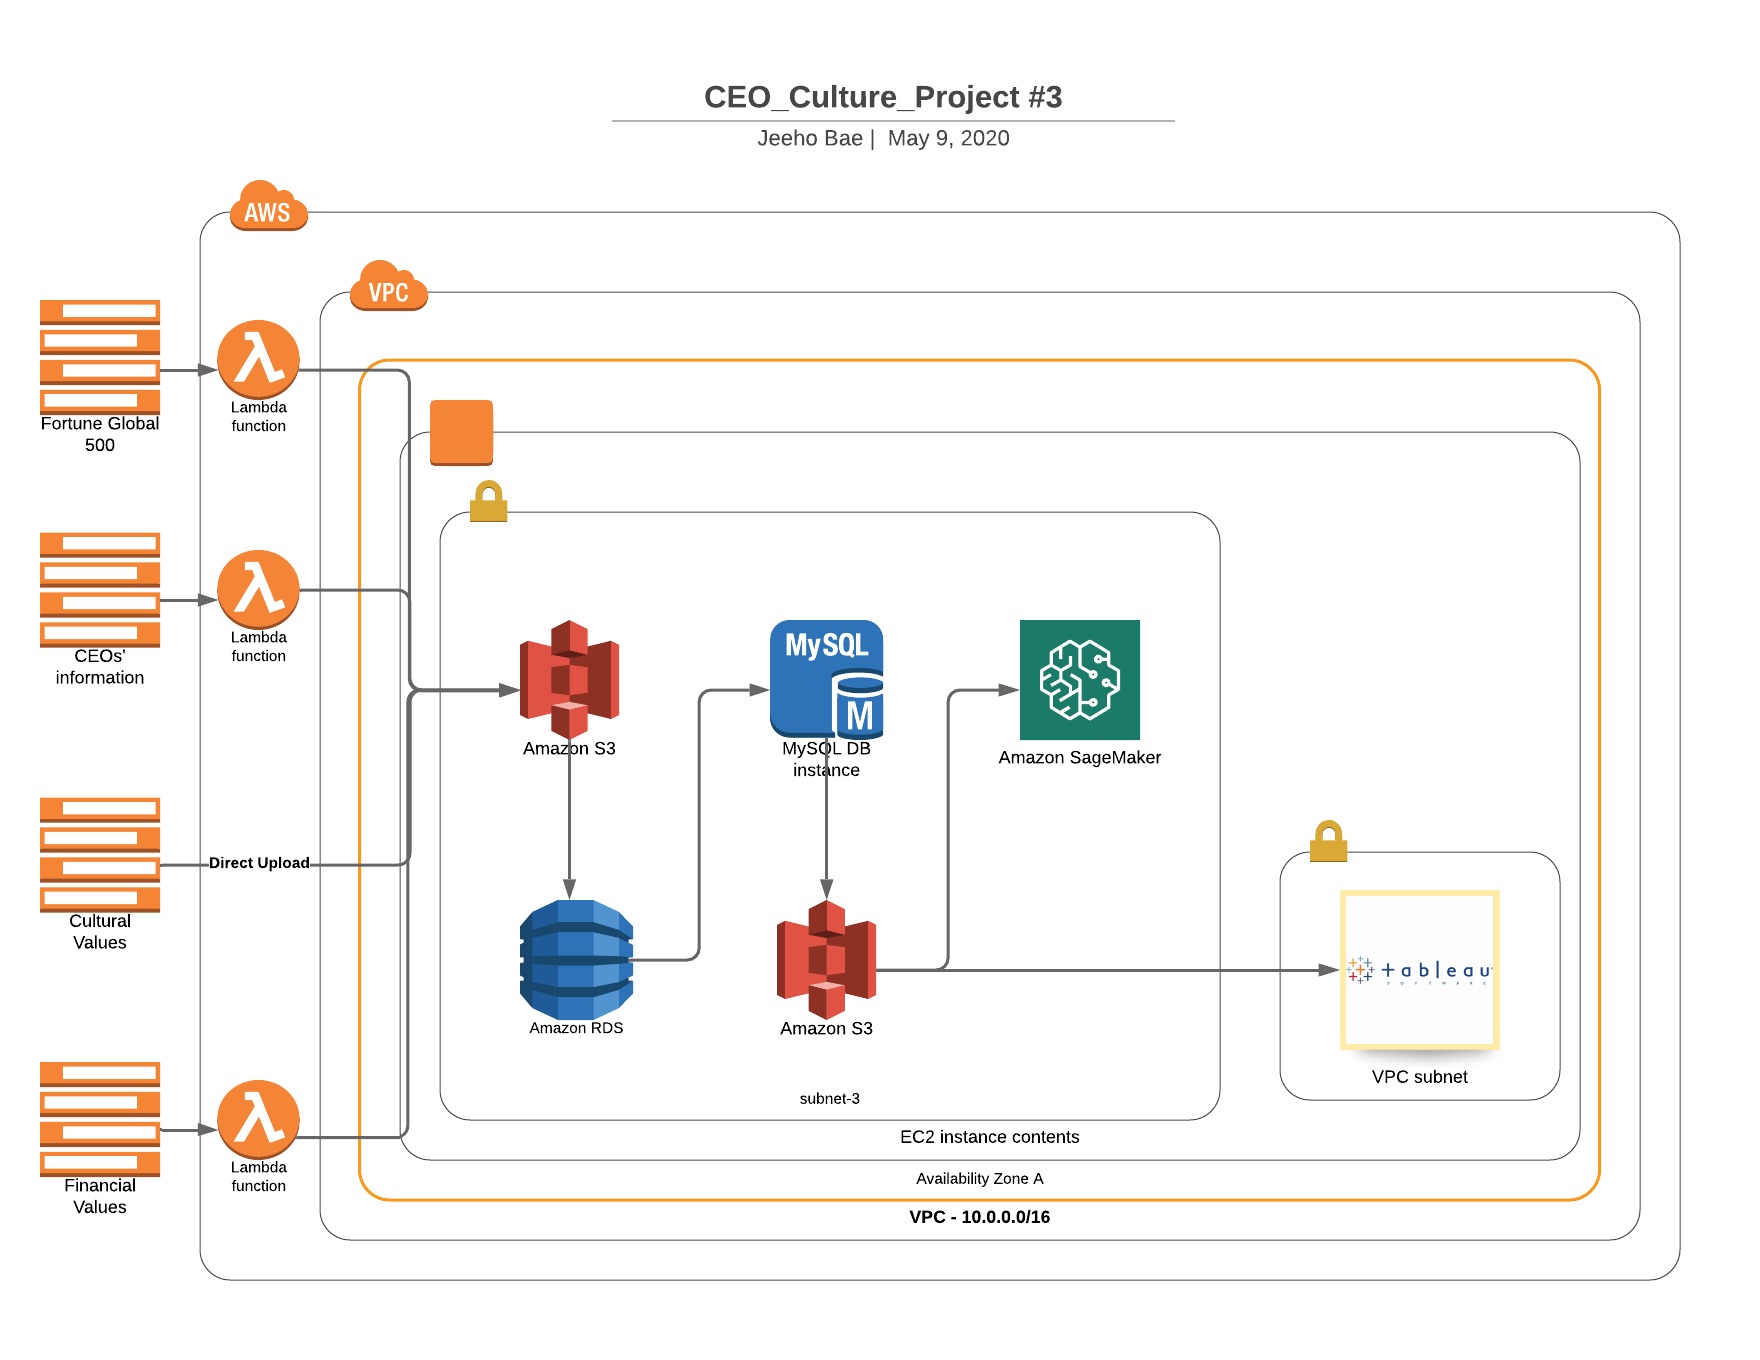 CEO_Culture_Project #3
Jeeho Bae | May 9, 2020
AWS
VPC
Fortune Global
500
Lambda
function
CEOs'
information
Lambda
function
MySQL
M
Amazon S3
MySQL DB
instance
Amazon SageMaker
Direct Upload
Cultural
Values
+ableau
SOFTWARE
Amazon RDS
Amazon S3
VPC subnet
subnet-3
EC2 instance contents
Financial
Values
Lambda
function
Availability Zone A
VPC - 10.0.0.0/16